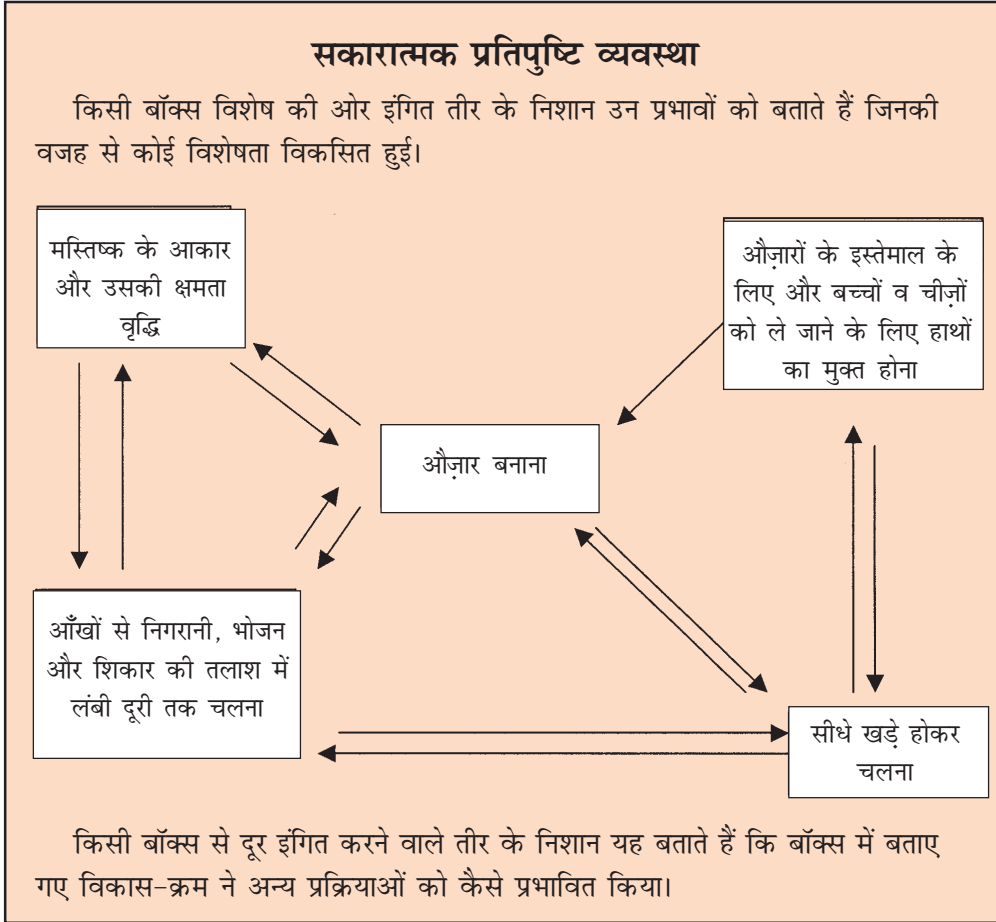 सकारात्मक प्रतिपुष्टि व्यवस्था
किसी बॉक्स विशेष की ओर इंगित तीर के निशान उन प्रभावों को बताते हैं जिनकी
वजह से कोई विशेषता विकसित हुई।
मस्तिष्क के आकार
और उसकी क्षमता
वृद्धि
औज़ारों के इस्तेमाल के
लिए और बच्चों व चीज़ों
को ले जाने के लिए हाथों
का मुक्त होना
औज़ार बनाना
आँखों से निगरानी, भोजन
और शिकार की तलाश में
लंबी दूरी तक चलना
सीधे खड़े होकर
चलना
किसी बॉक्स से दूर इंगित करने वाले तीर के निशान यह बताते हैं कि बॉक्स में बताए
गए विकास-क्रम ने अन्य प्रक्रियाओं को कैसे प्रभावित किया।